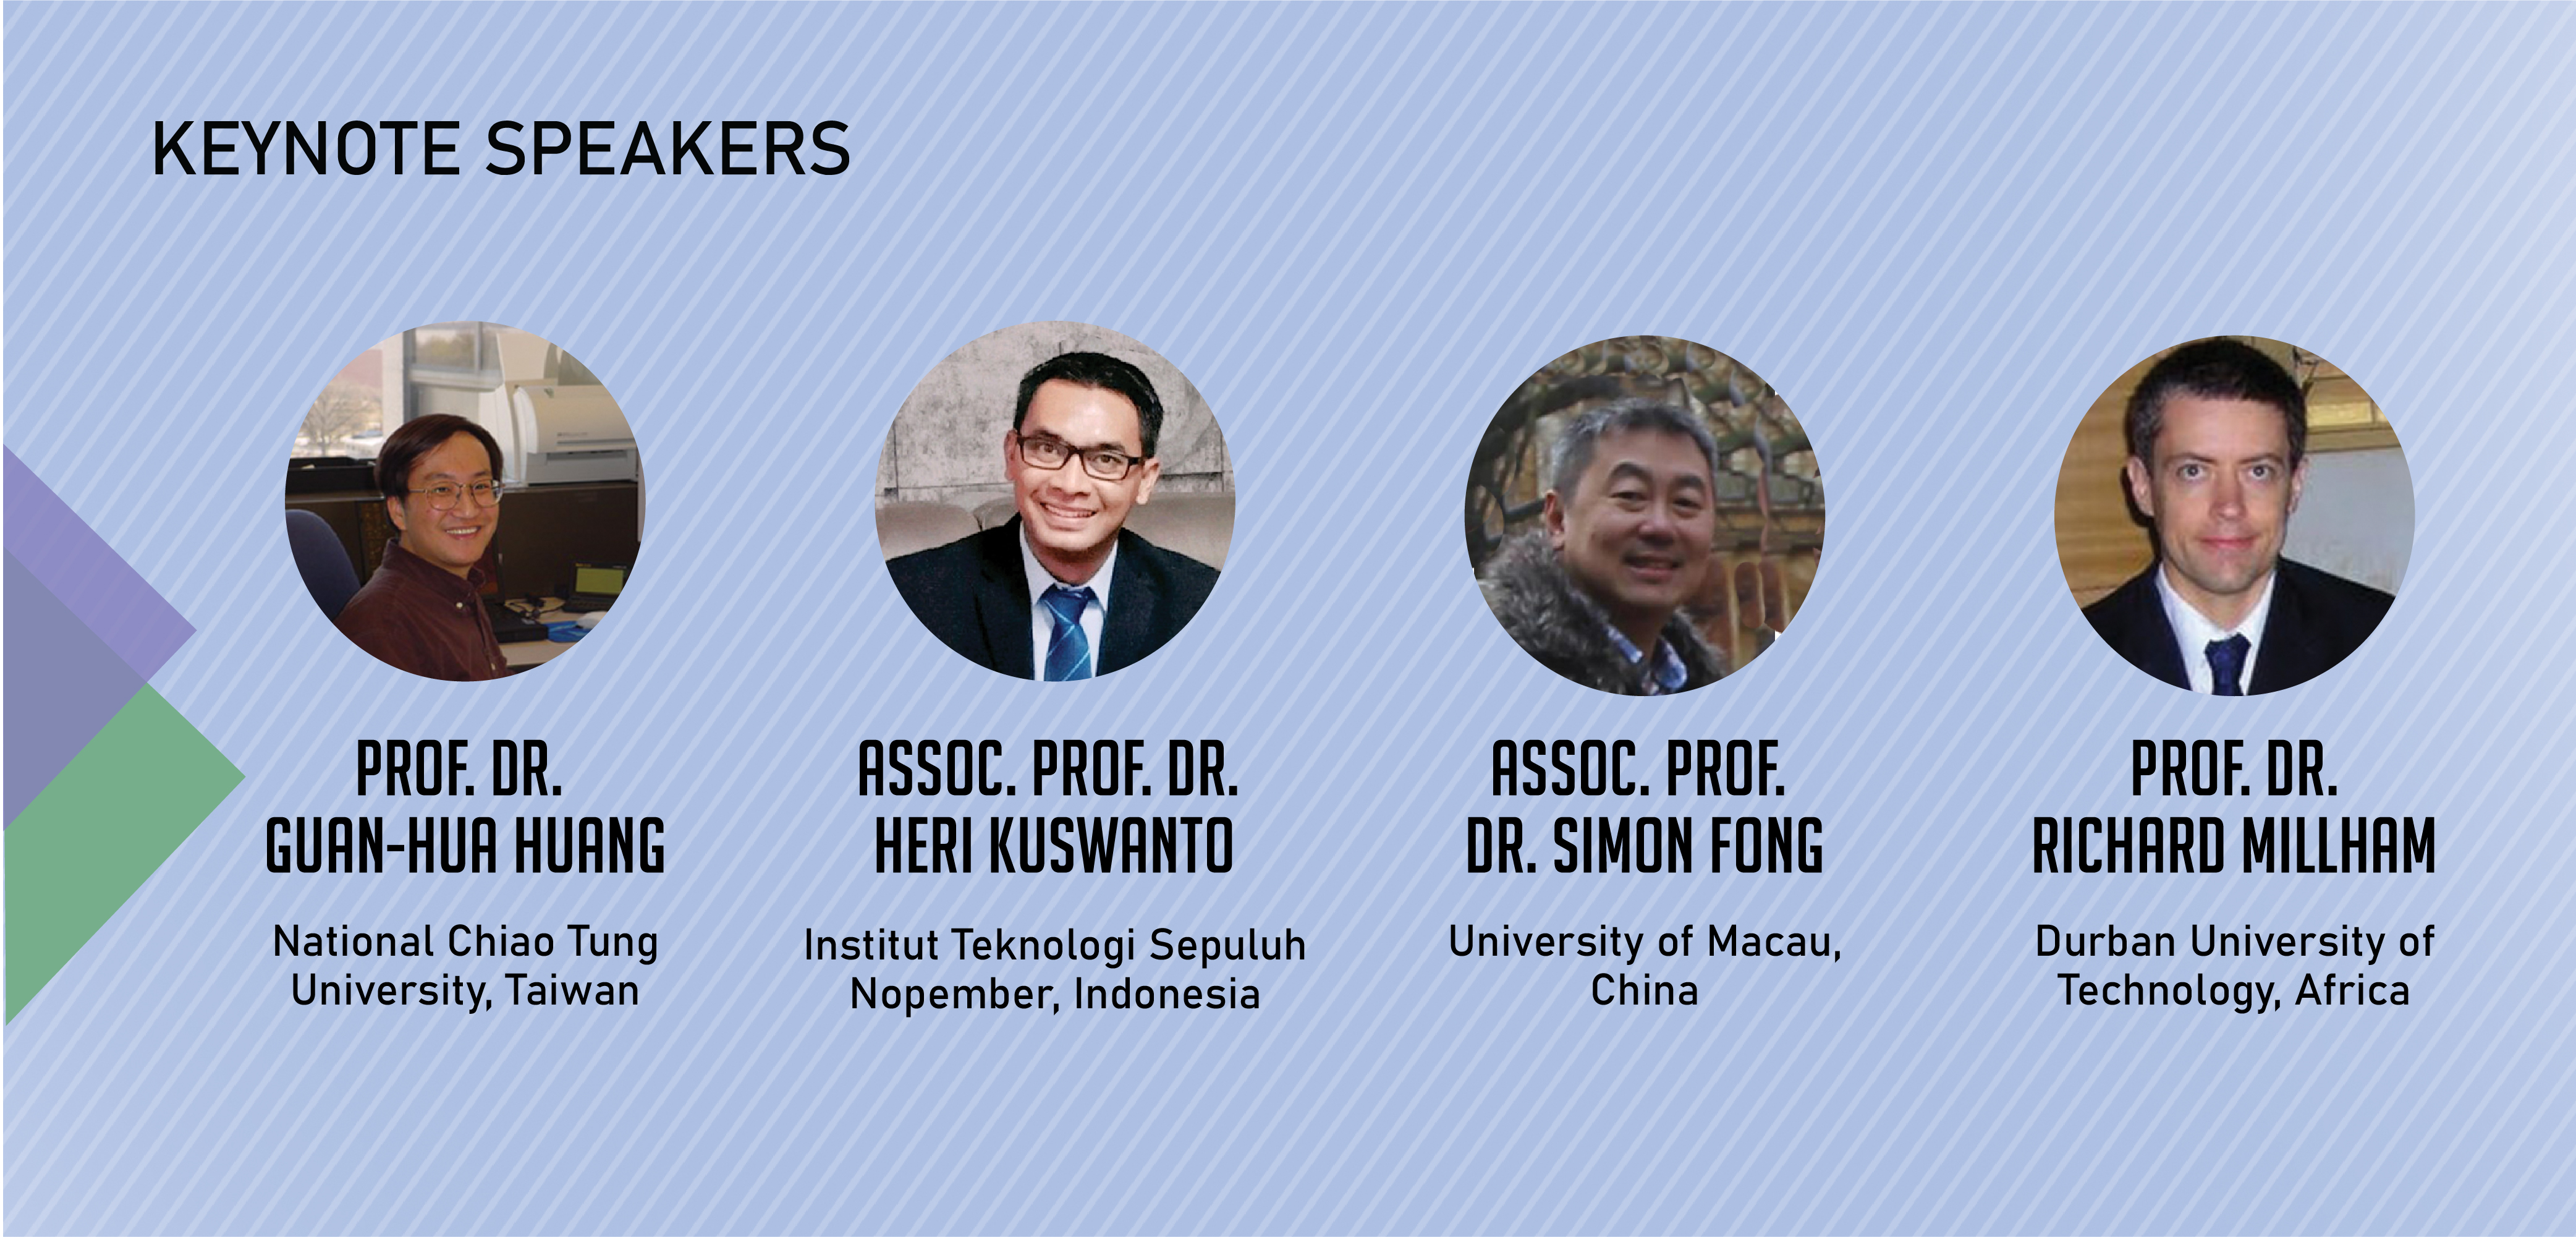 KEYNOTE SPEAKERS
PROF. DR.
GUAN-HUA HUANG
National Chiao Tung
University, Taiwan
ASSOC. PROF. DR.
HERI KUSWANTO
Institut Teknologi Sepuluh
Nopember, Indonesia
ASSOC. PROF.
DR. SIMON FONG
University of Macau,
China
PROF. DR.
RICHARD MILLHAM
Durban University of
Technology, Africa